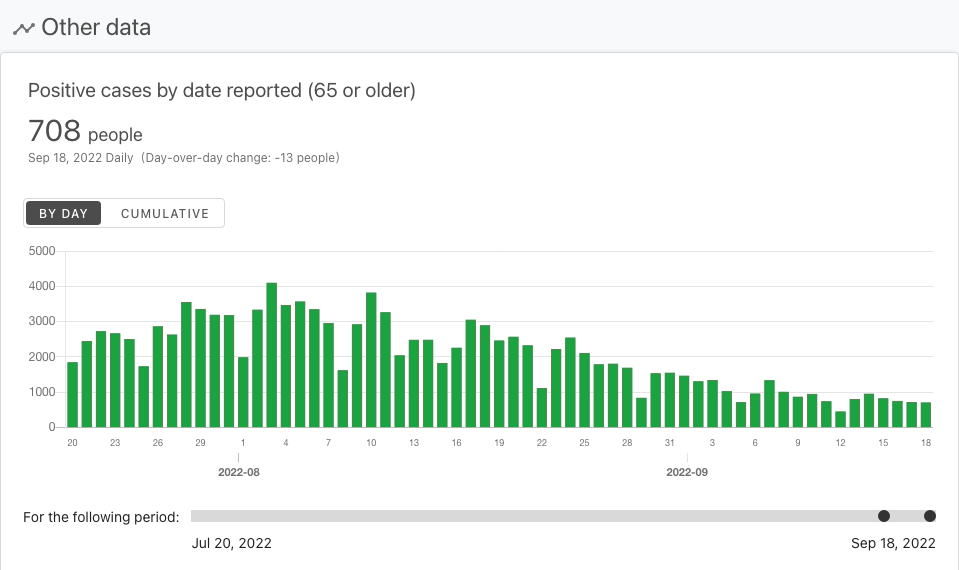 Other data
Positive cases by date reported (65 or older)
708 people
Sep 18, 2022 Daily (Day-over-day change: -13 people)
BY DAY CUMULATIVE
5000
4000
3000
2000
1000
0
20 23 26 29 1 4 7 10 13 16 19 22 25 28 31 3 6 9 12 15 18
2022-08 2022-09
For the following period:
Jul 20, 2022 Sep 18, 2022